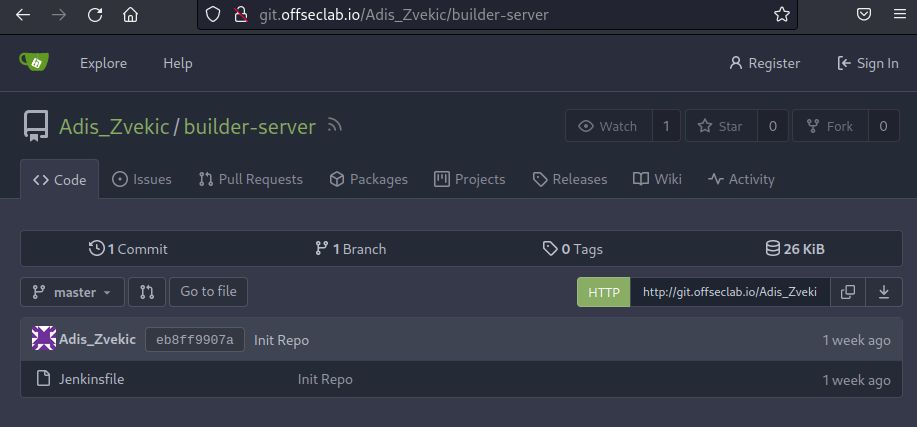 git.offseclab.io/Adis_Zvekic/builder-server
Explore Help Register Sign In
Adis_Zvekic/builder-server Watch 1 Star 0 Fork 0
Code Issues Pull Requests Packages Projects Releases Wiki Activity
1 Commit 1 Branch 0 Tags 26 KiB
master Go to file HTTP http://git.offseclab.io/Adis_Zveki
Adis_Zvekic eb8ff9907a Init Repo 1 week ago
Jenkinsfile Init Repo 1 week ago